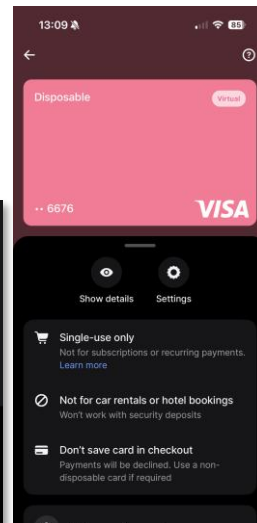 13:09
85
Disposable
Virtual
·· 6676
VISA
Show details
Settings
Single-use only
Not for subscriptions or recurring payments.
Learn more
Not for car rentals or hotel bookings
Won't work with security deposits
Don't save card in checkout
Payments will be declined. Use a non-
disposable card if required